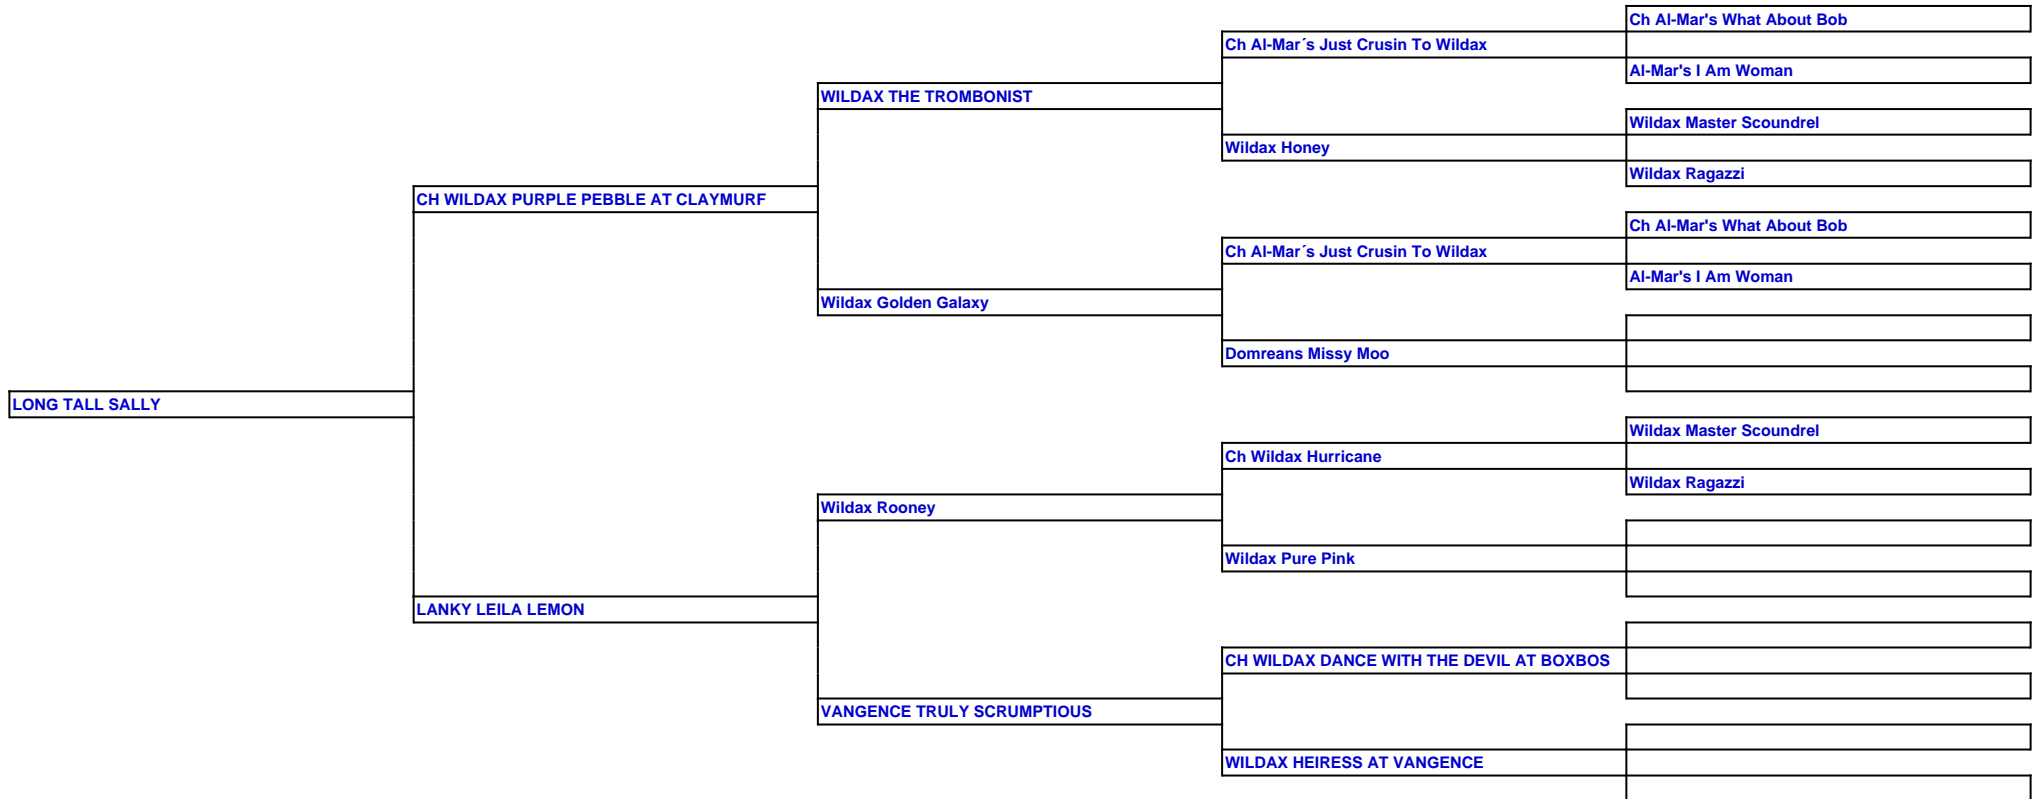 Ch Al-Mar's What About Bob
Ch Al-Mar´s Just Crusin To Wildax
Al-Mar's I Am Woman
WILDAX THE TROMBONIST
Wildax Master Scoundrel
Wildax Honey
Wildax Ragazzi
CH WILDAX PURPLE PEBBLE AT CLAYMURF
Ch Al-Mar's What About Bob
Ch Al-Mar´s Just Crusin To Wildax
Al-Mar's I Am Woman
Wildax Golden Galaxy
Domreans Missy Moo
LONG TALL SALLY
Wildax Master Scoundrel
Ch Wildax Hurricane
Wildax Ragazzi
Wildax Rooney
Wildax Pure Pink
LANKY LEILA LEMON
CH WILDAX DANCE WITH THE DEVIL AT BOXBOS
VANGENCE TRULY SCRUMPTIOUS
WILDAX HEIRESS AT VANGENCE